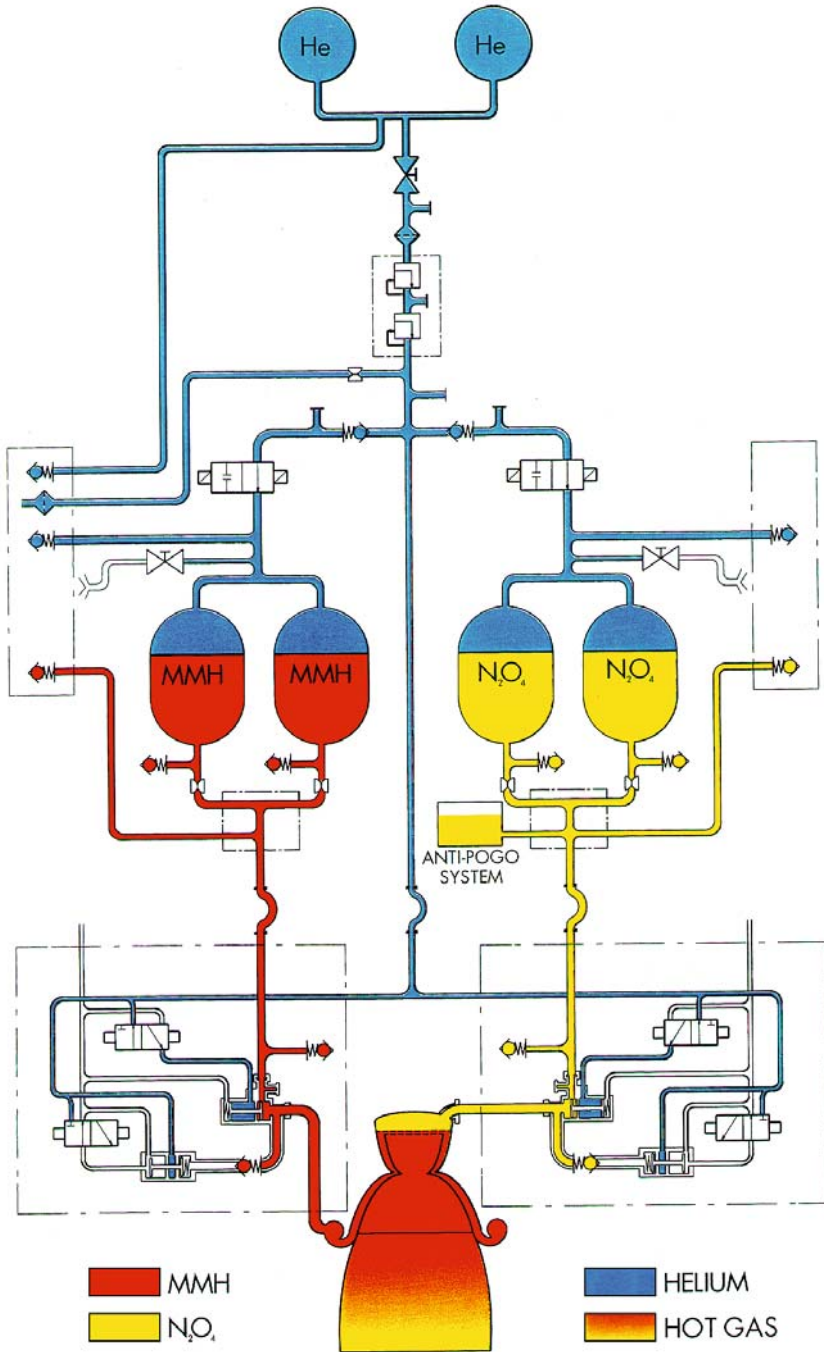 He He
MMH MMH N₂O₄ N₂O₄
ANTI-POGO
SYSTEM
MMH
N₂O₄
HELIUM
HOT GAS